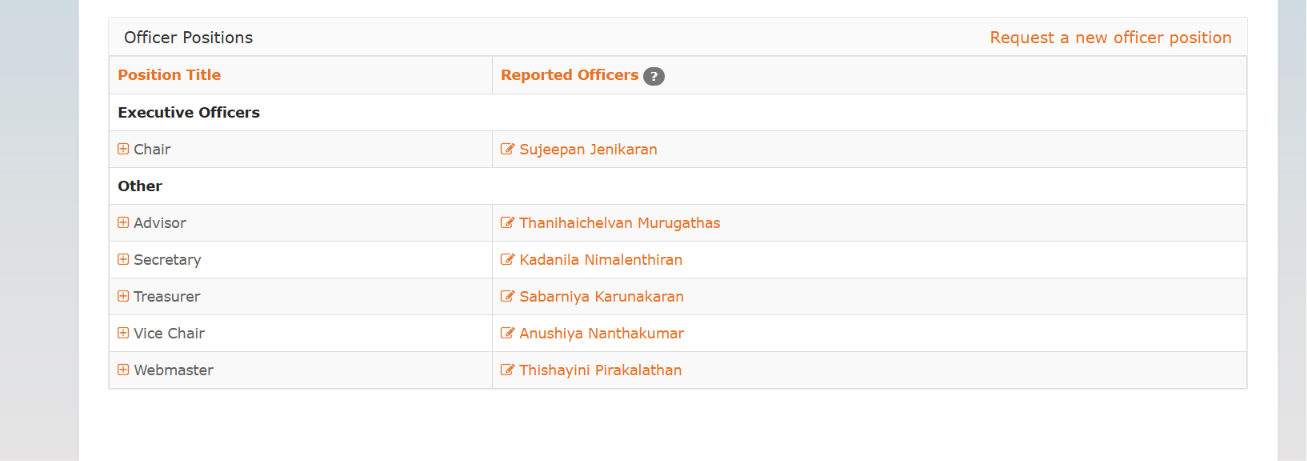 Officer Positions Request a new officer position
Position Title Reported Officers ?
Executive Officers
Chair Sujeepan Jenikaran
Other
Advisor Thanihaichelvan Murugathas
Secretary Kadanila Nimalenthiran
Treasurer Sabarniya Karunakaran
Vice Chair Anushiya Nanthakumar
Webmaster Thishayini Pirakalathan